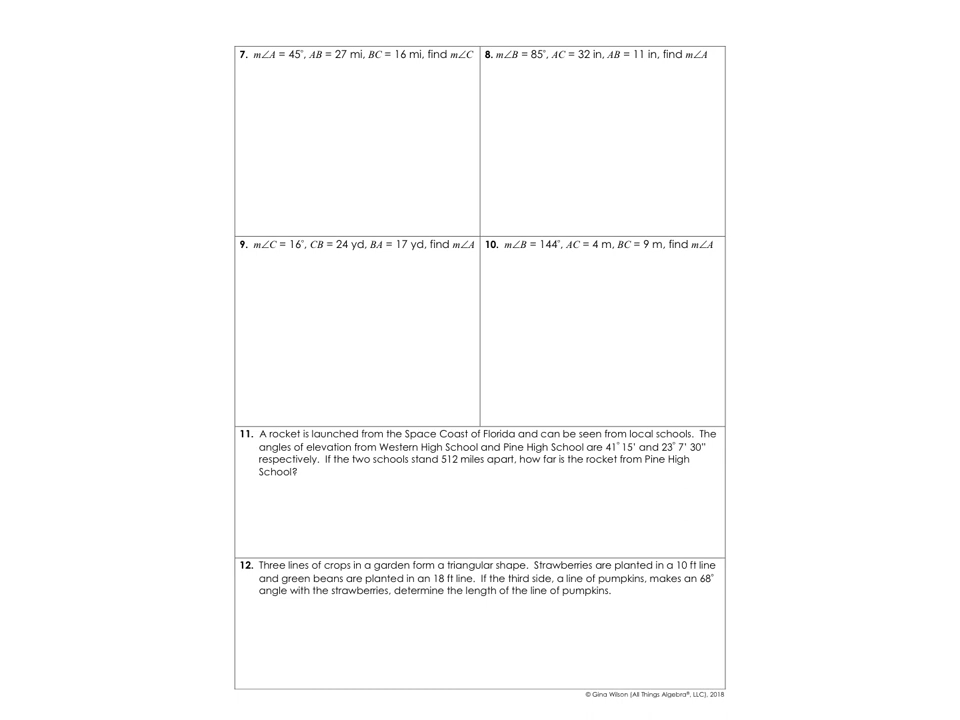 7. m∠A = 45°, AB = 27 mi, BC = 16 mi, find m∠C
8. m∠B = 85°, AC = 32 in, AB = 11 in, find m∠A
9. m∠C = 16°, CB = 24 yd, BA = 17 yd, find m∠A
10. m∠B = 144°, AC = 4 m, BC = 9 m, find m∠A
11. A rocket is launched from the Space Coast of Florida and can be seen from local schools. The
angles of elevation from Western High School and Pine High School are 41° 15' and 23° 7' 30"
respectively. If the two schools stand 512 miles apart, how far is the rocket from Pine High
School?
12. Three lines of crops in a garden form a triangular shape. Strawberries are planted in a 10 ft line
and green beans are planted in an 18 ft line. If the third side, a line of pumpkins, makes an 68°
angle with the strawberries, determine the length of the line of pumpkins.
© Gina Wilson (All Things Algebra®, LLC), 2018